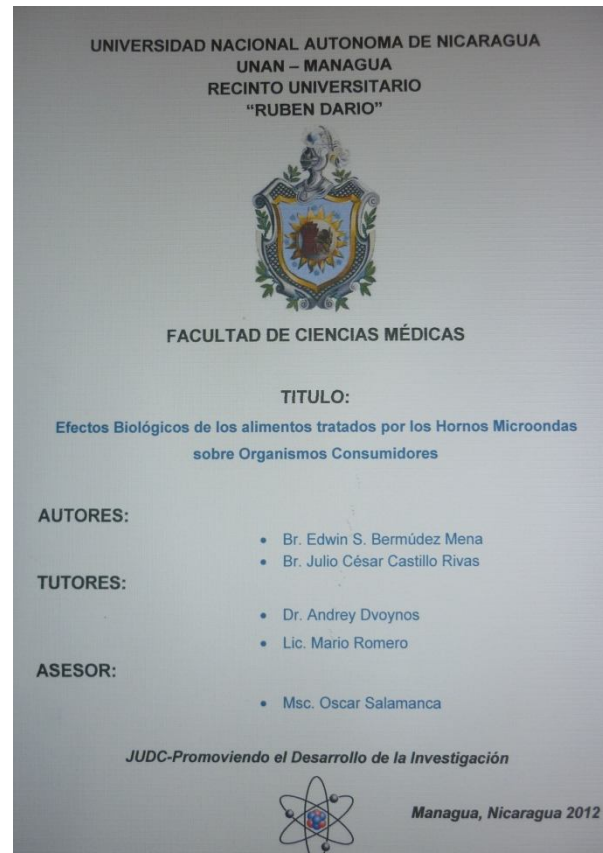 UNIVERSIDAD NACIONAL AUTONOMA DE NICARAGUA
UNAN – MANAGUA
RECINTO UNIVERSITARIO
“RUBEN DARIO”
FACULTAD DE CIENCIAS MÉDICAS
TITULO:
Efectos Biológicos de los alimentos tratados por los Hornos Microondas
sobre Organismos Consumidores
AUTORES:
• Br. Edwin S. Bermúdez Mena
• Br. Julio César Castillo Rivas
TUTORES:
• Dr. Andrey Dvoynos
• Lic. Mario Romero
ASESOR:
• Msc. Oscar Salamanca
JUDC-Promoviendo el Desarrollo de la Investigación
Managua, Nicaragua 2012